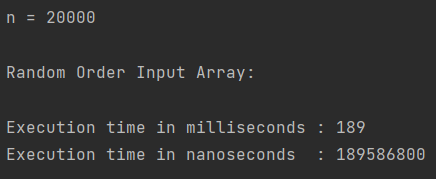 n = 20000
Random Order Input Array:
Execution time in milliseconds : 189
Execution time in nanoseconds  : 189586800